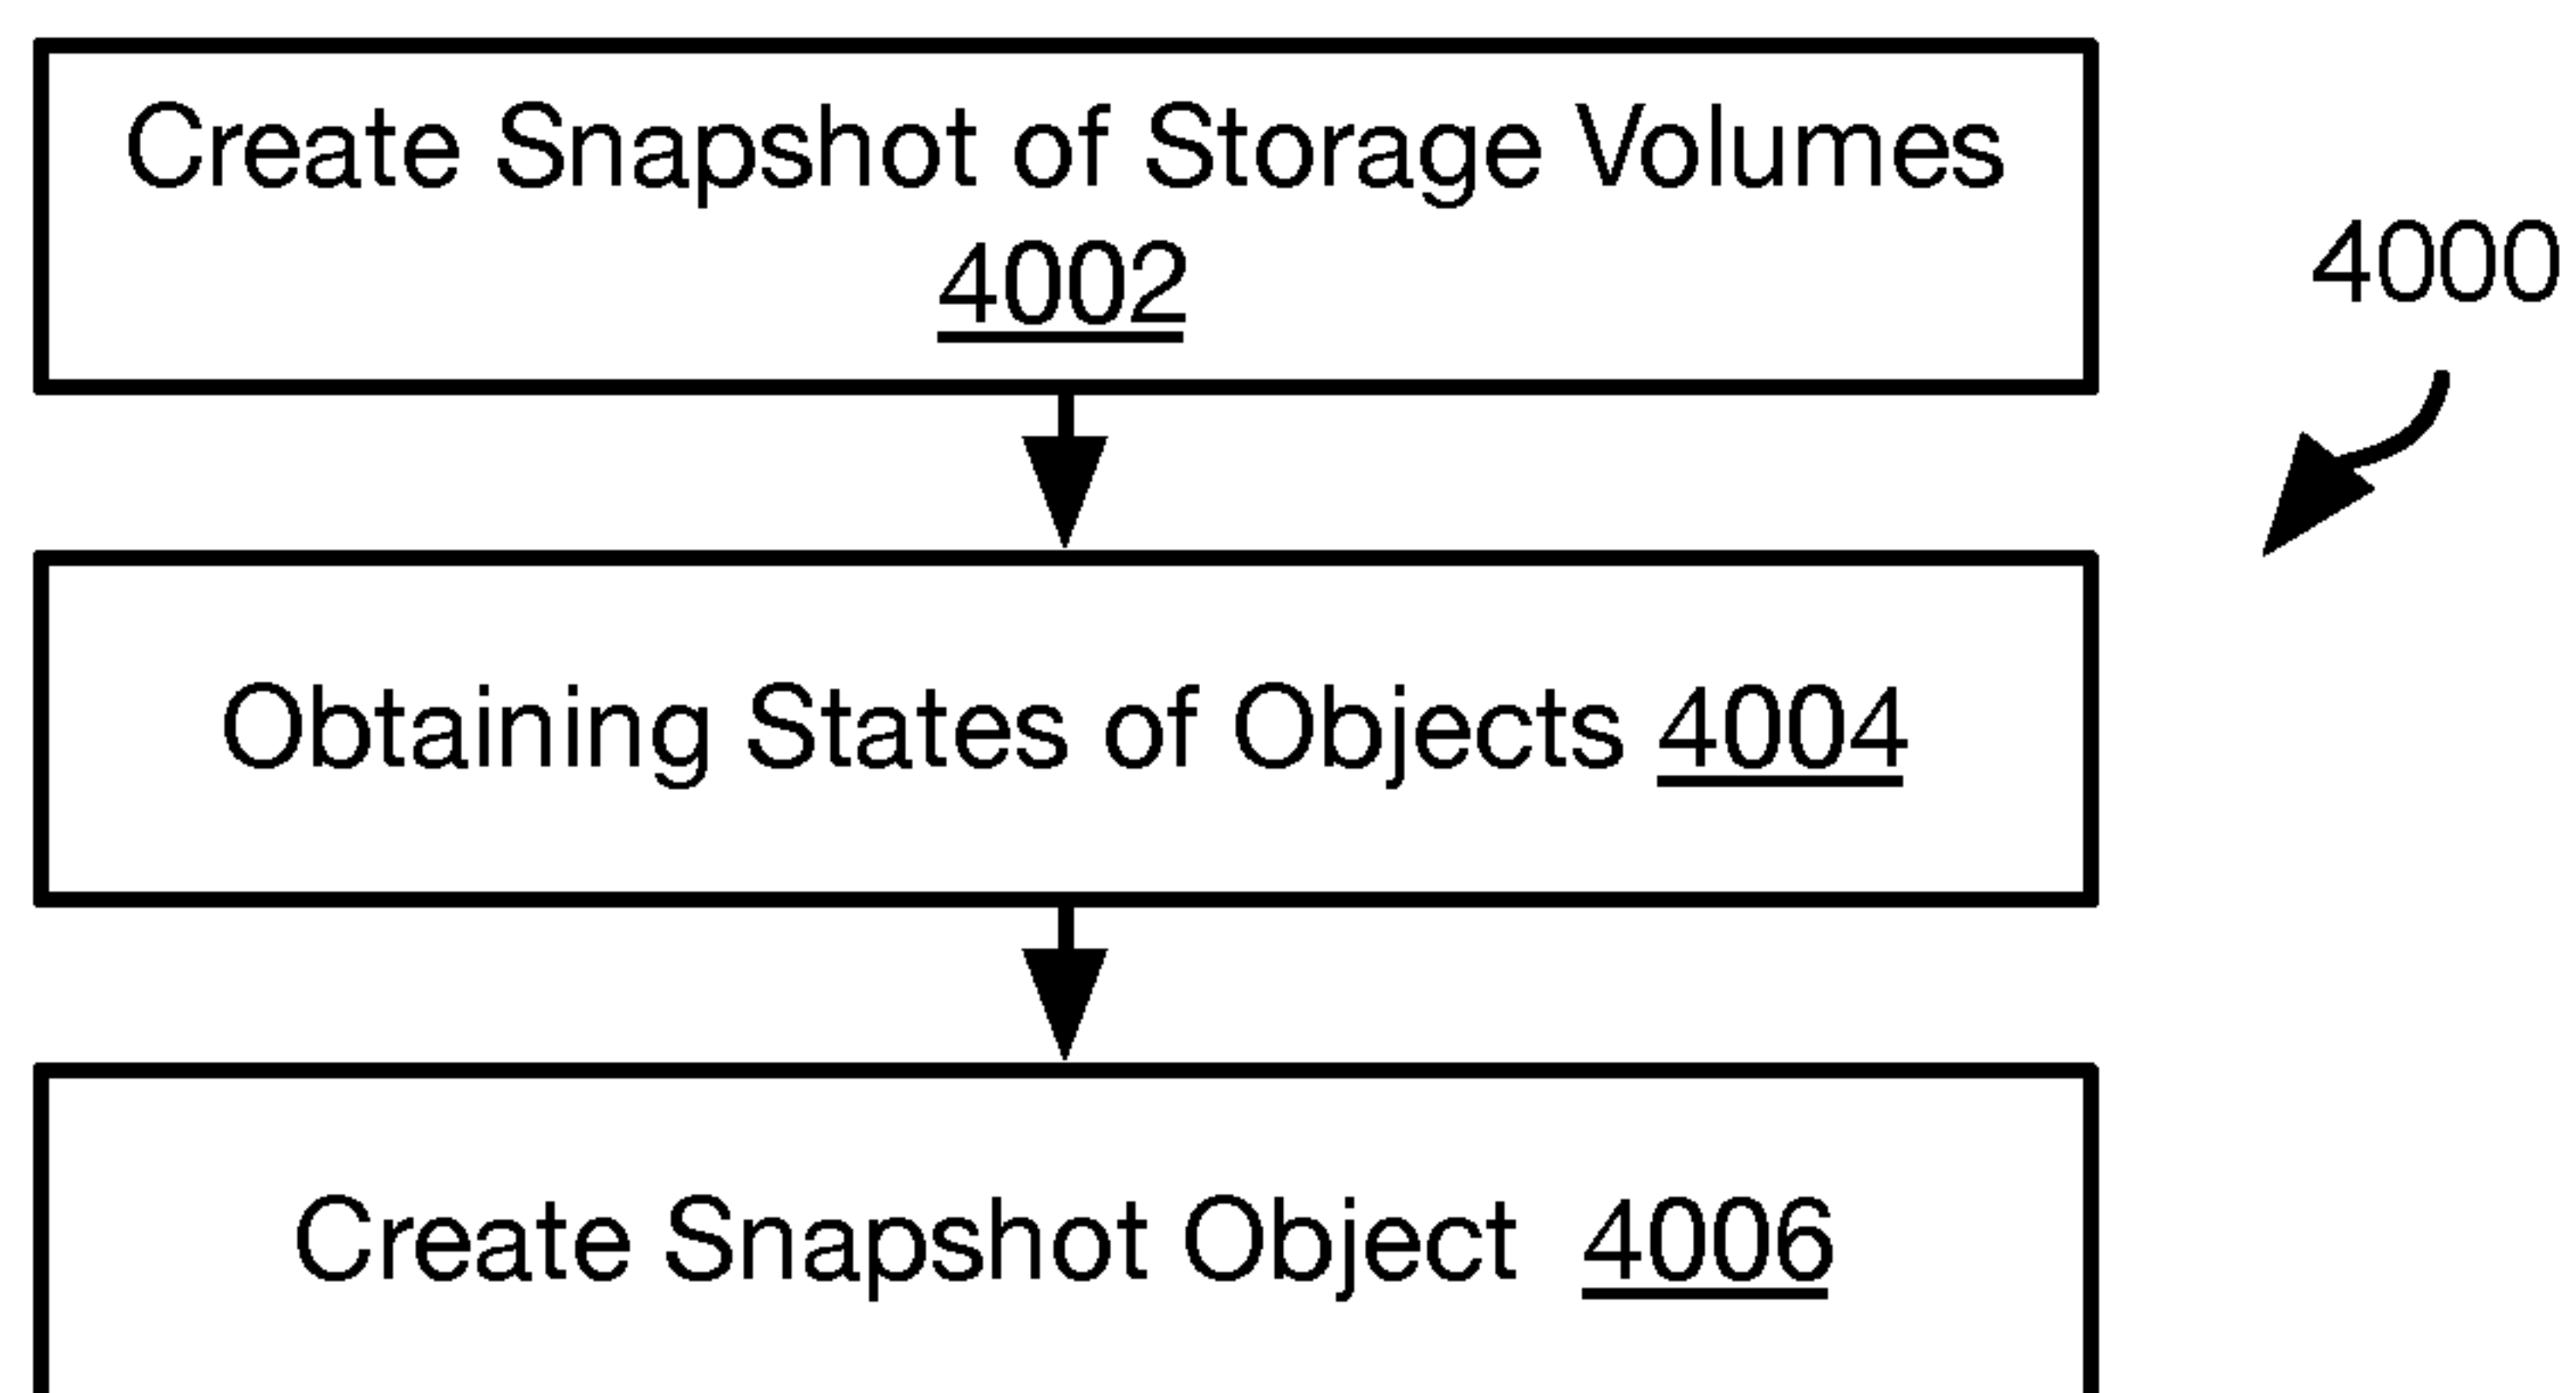 Create Snapshot of Storage Volumes
4002
4000
Obtaining States of Objects 4004
Create Snapshot Object 4006